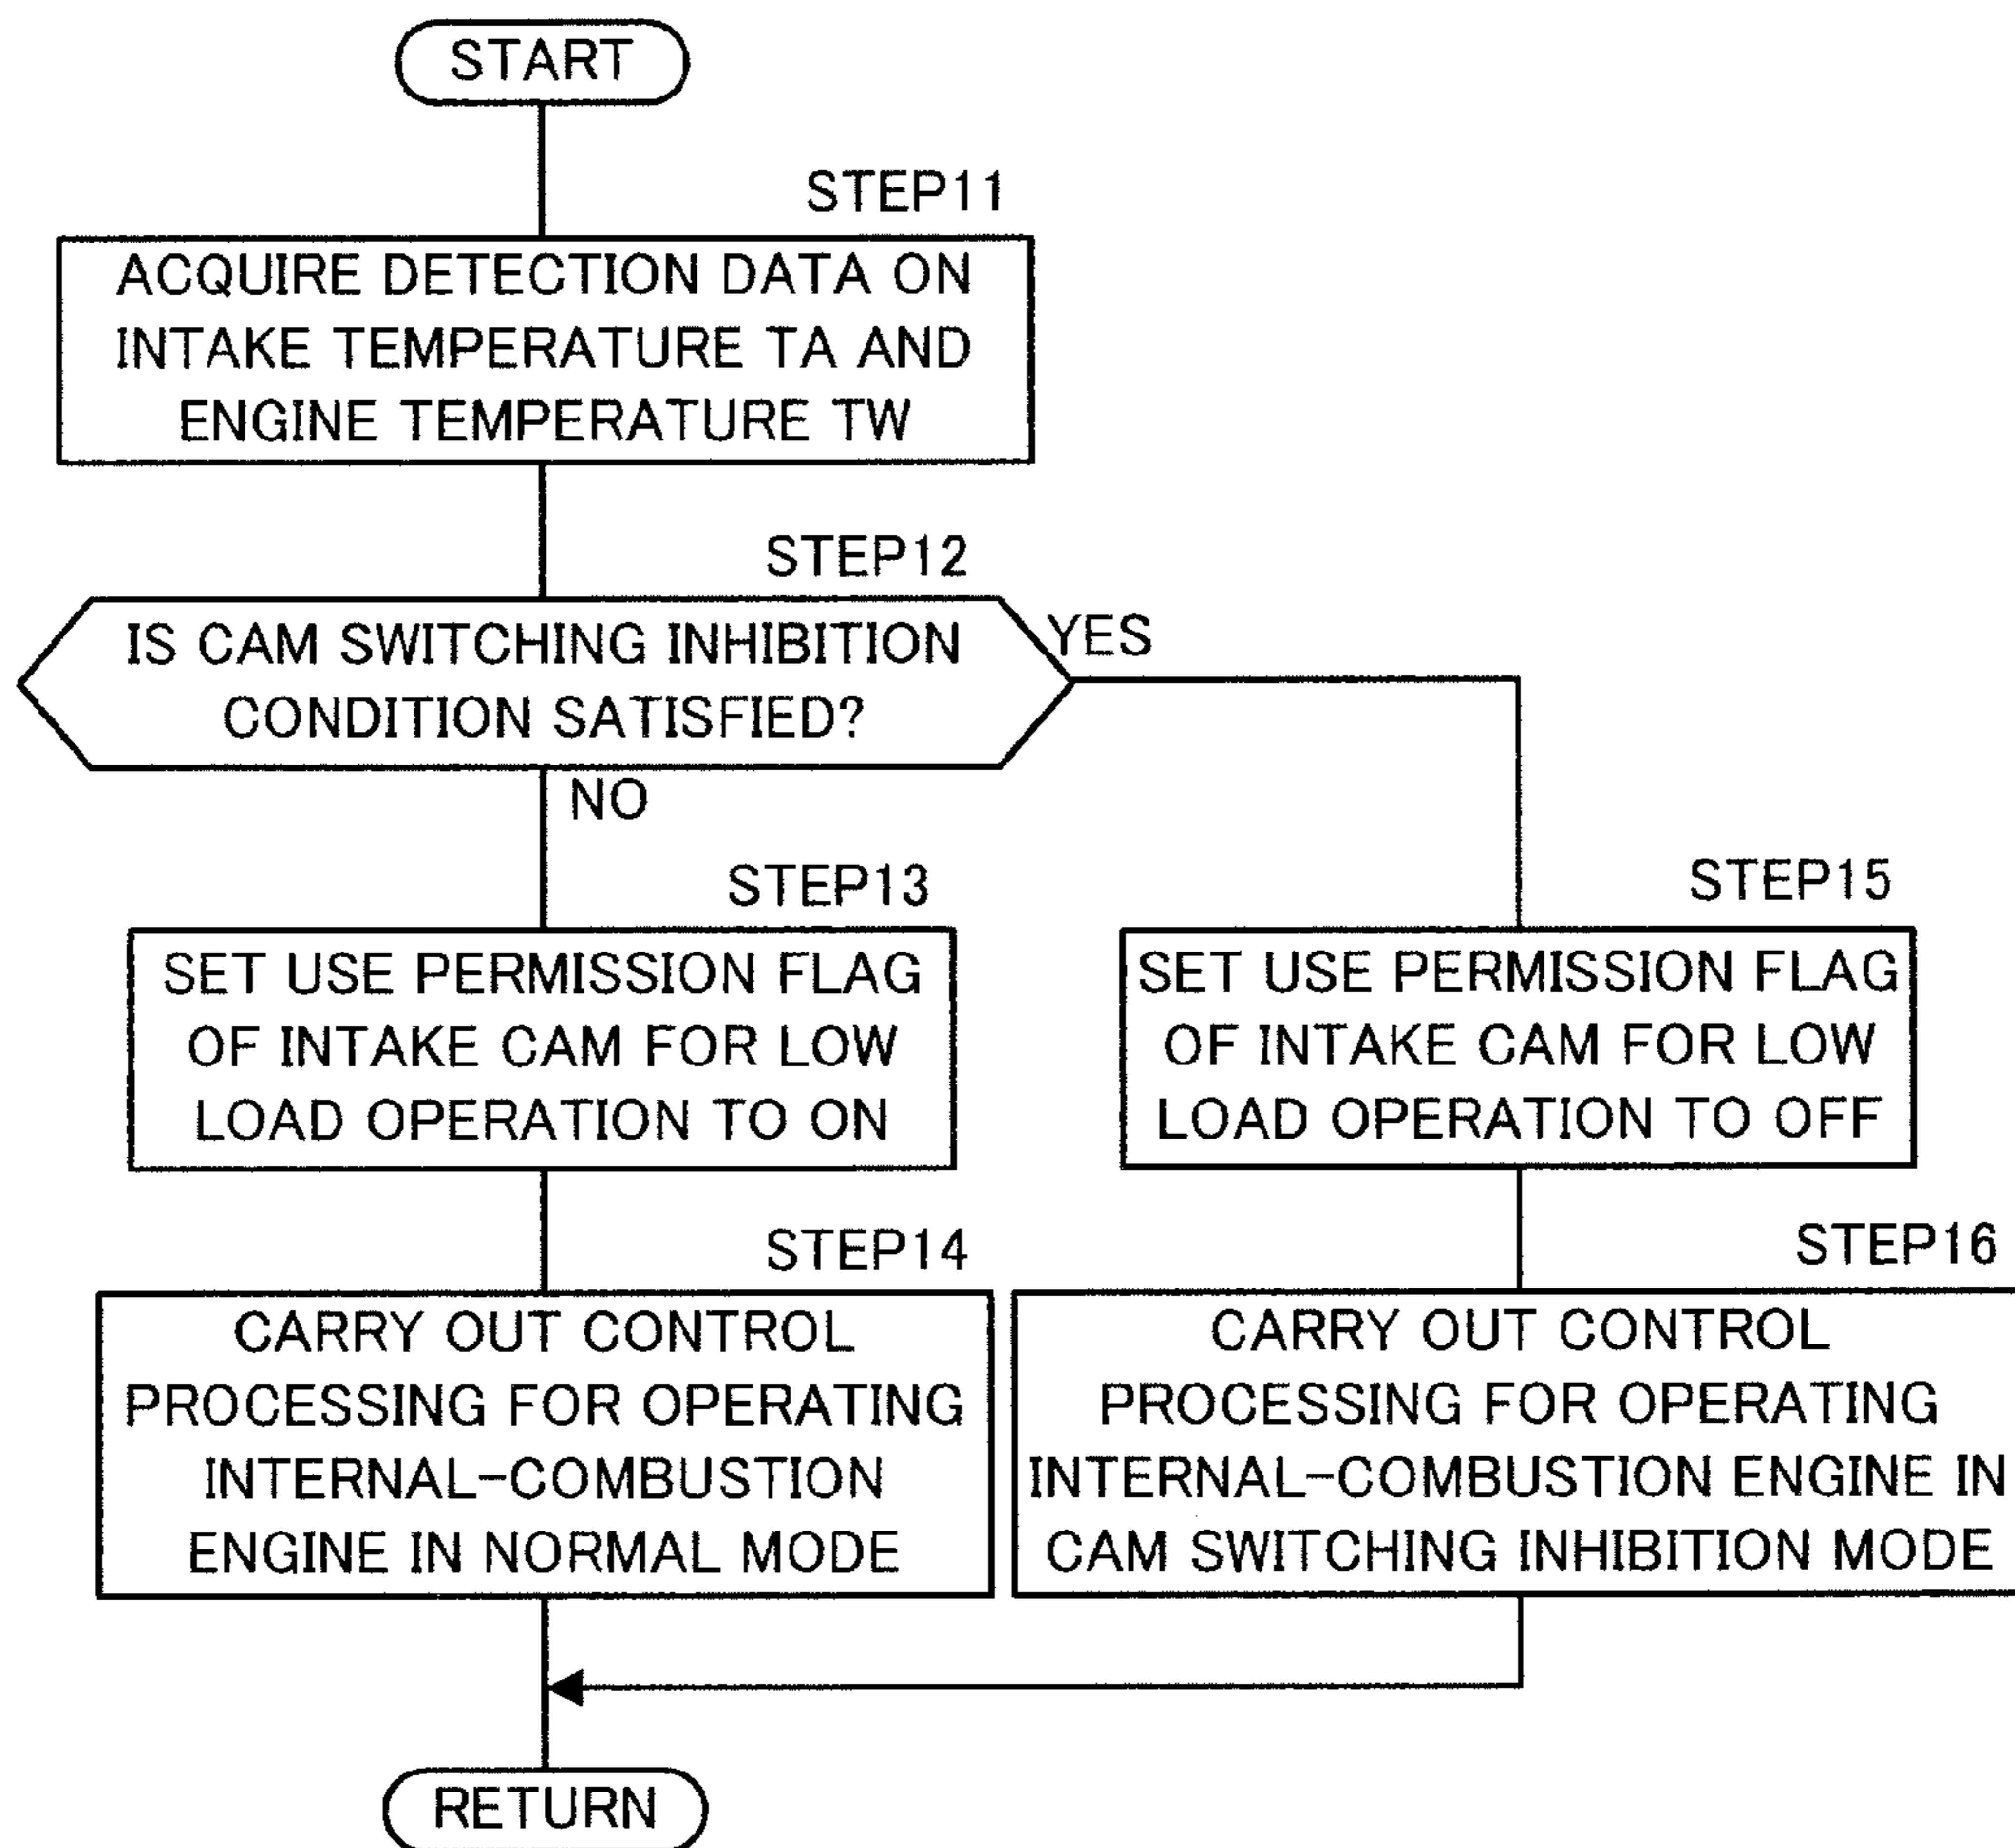 START
STEP11
ACQUIRE DETECTION DATA ON
INTAKE TEMPERATURE TA AND
ENGINE TEMPERATURE TW
STEP12
IS CAM SWITCHING INHIBITION
CONDITION SATISFIED?
YES
NO
STEP13
SET USE PERMISSION FLAG
OF INTAKE CAM FOR LOW
LOAD OPERATION TO ON
STEP15
SET USE PERMISSION FLAG
OF INTAKE CAM FOR LOW
LOAD OPERATION TO OFF
STEP14
CARRY OUT CONTROL
PROCESSING FOR OPERATING
INTERNAL-COMBUSTION
ENGINE IN NORMAL MODE
STEP16
CARRY OUT CONTROL
PROCESSING FOR OPERATING
INTERNAL-COMBUSTION ENGINE IN
CAM SWITCHING INHIBITION MODE
RETURN